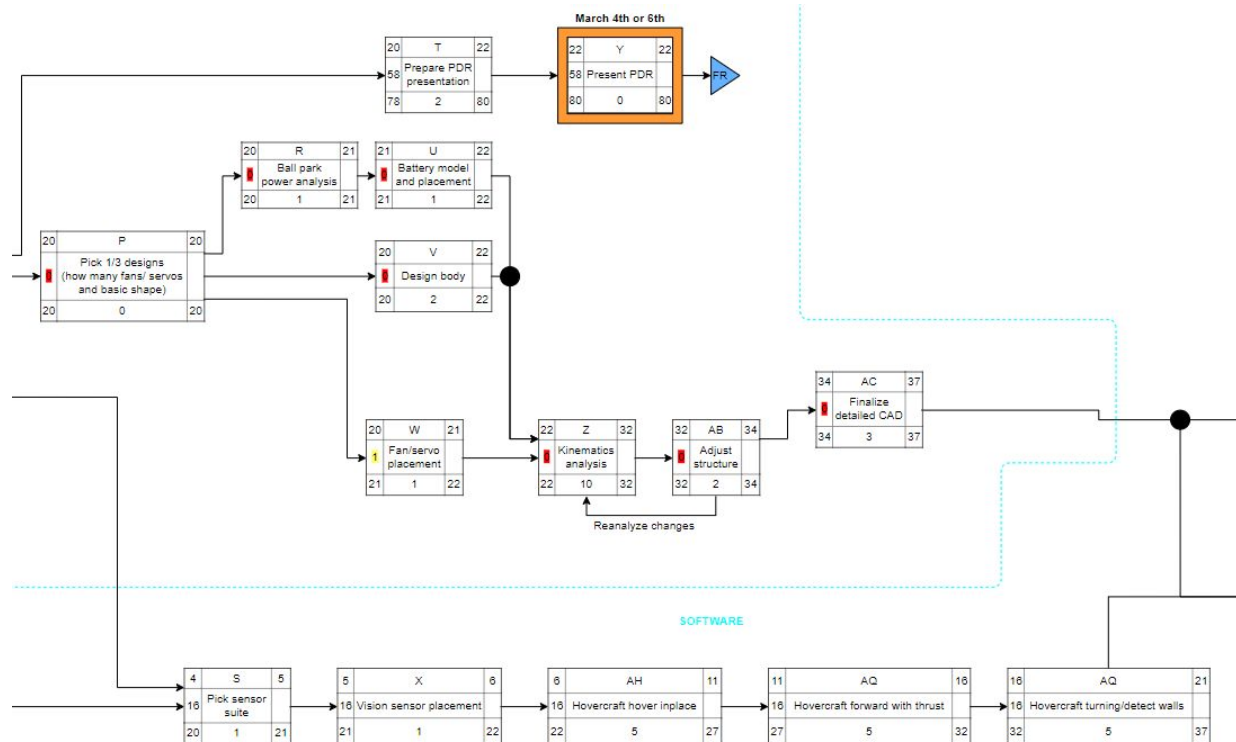 March 4th or 6th
20 T 22
58 Prepare PDR
presentation
78 2 80
22 Y 22
58 Present PDR
80 0 80
FR
20 R 21
0 Ball park
power analysis
20 1 21
21 U 22
0 Battery model
and placement
21 1 22
20 P 20
0 Pick 1/3 designs
(how many fans/ servos
and basic shape)
20 0 20
20 V 22
0 Design body
20 2 22
20 W 21
1 Fan/servo
placement
21 1 22
22 Z 32
0 Kinematics
analysis
22 10 32
32 AB 34
0 Adjust
structure
32 2 34
34 AC 37
0 Finalize
detailed CAD
34 3 37
Reanalyze changes
SOFTWARE
4 S 5
16 Pick sensor
suite
20 1 21
5 X 6
16 Vision sensor placement
21 1 22
6 AH 11
16 Hovercraft hover inplace
22 5 27
11 AQ 16
16 Hovercraft forward with thrust
27 5 32
16 AQ 21
16 Hovercraft turning/detect walls
32 5 37